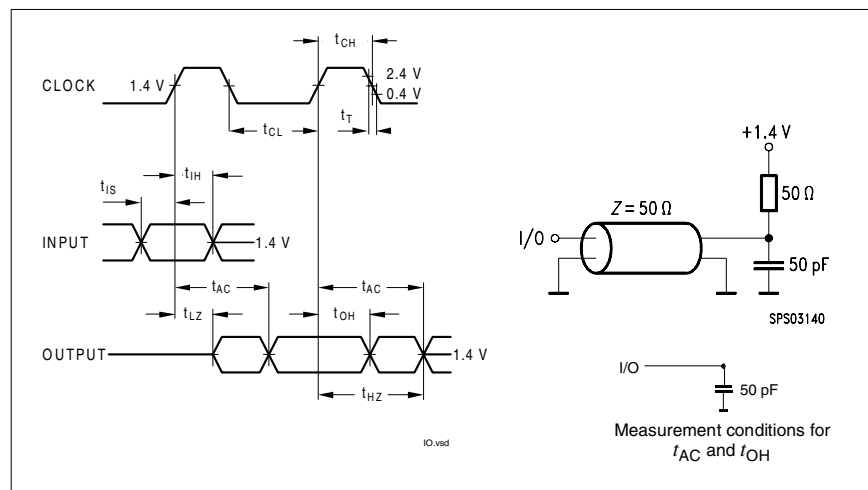 tCH
CLOCK
1.4 V
2.4 V
0.4 V
tCL
tT
tIS
tIH
INPUT
1.4 V
tAC
tAC
tLZ
tOH
OUTPUT
1.4 V
tHZ
IO.vsd
+1.4 V
50 Ω
Z = 50 Ω
I/O
50 pF
SPS03140
I/O
50 pF
Measurement conditions for
tAC and tOH